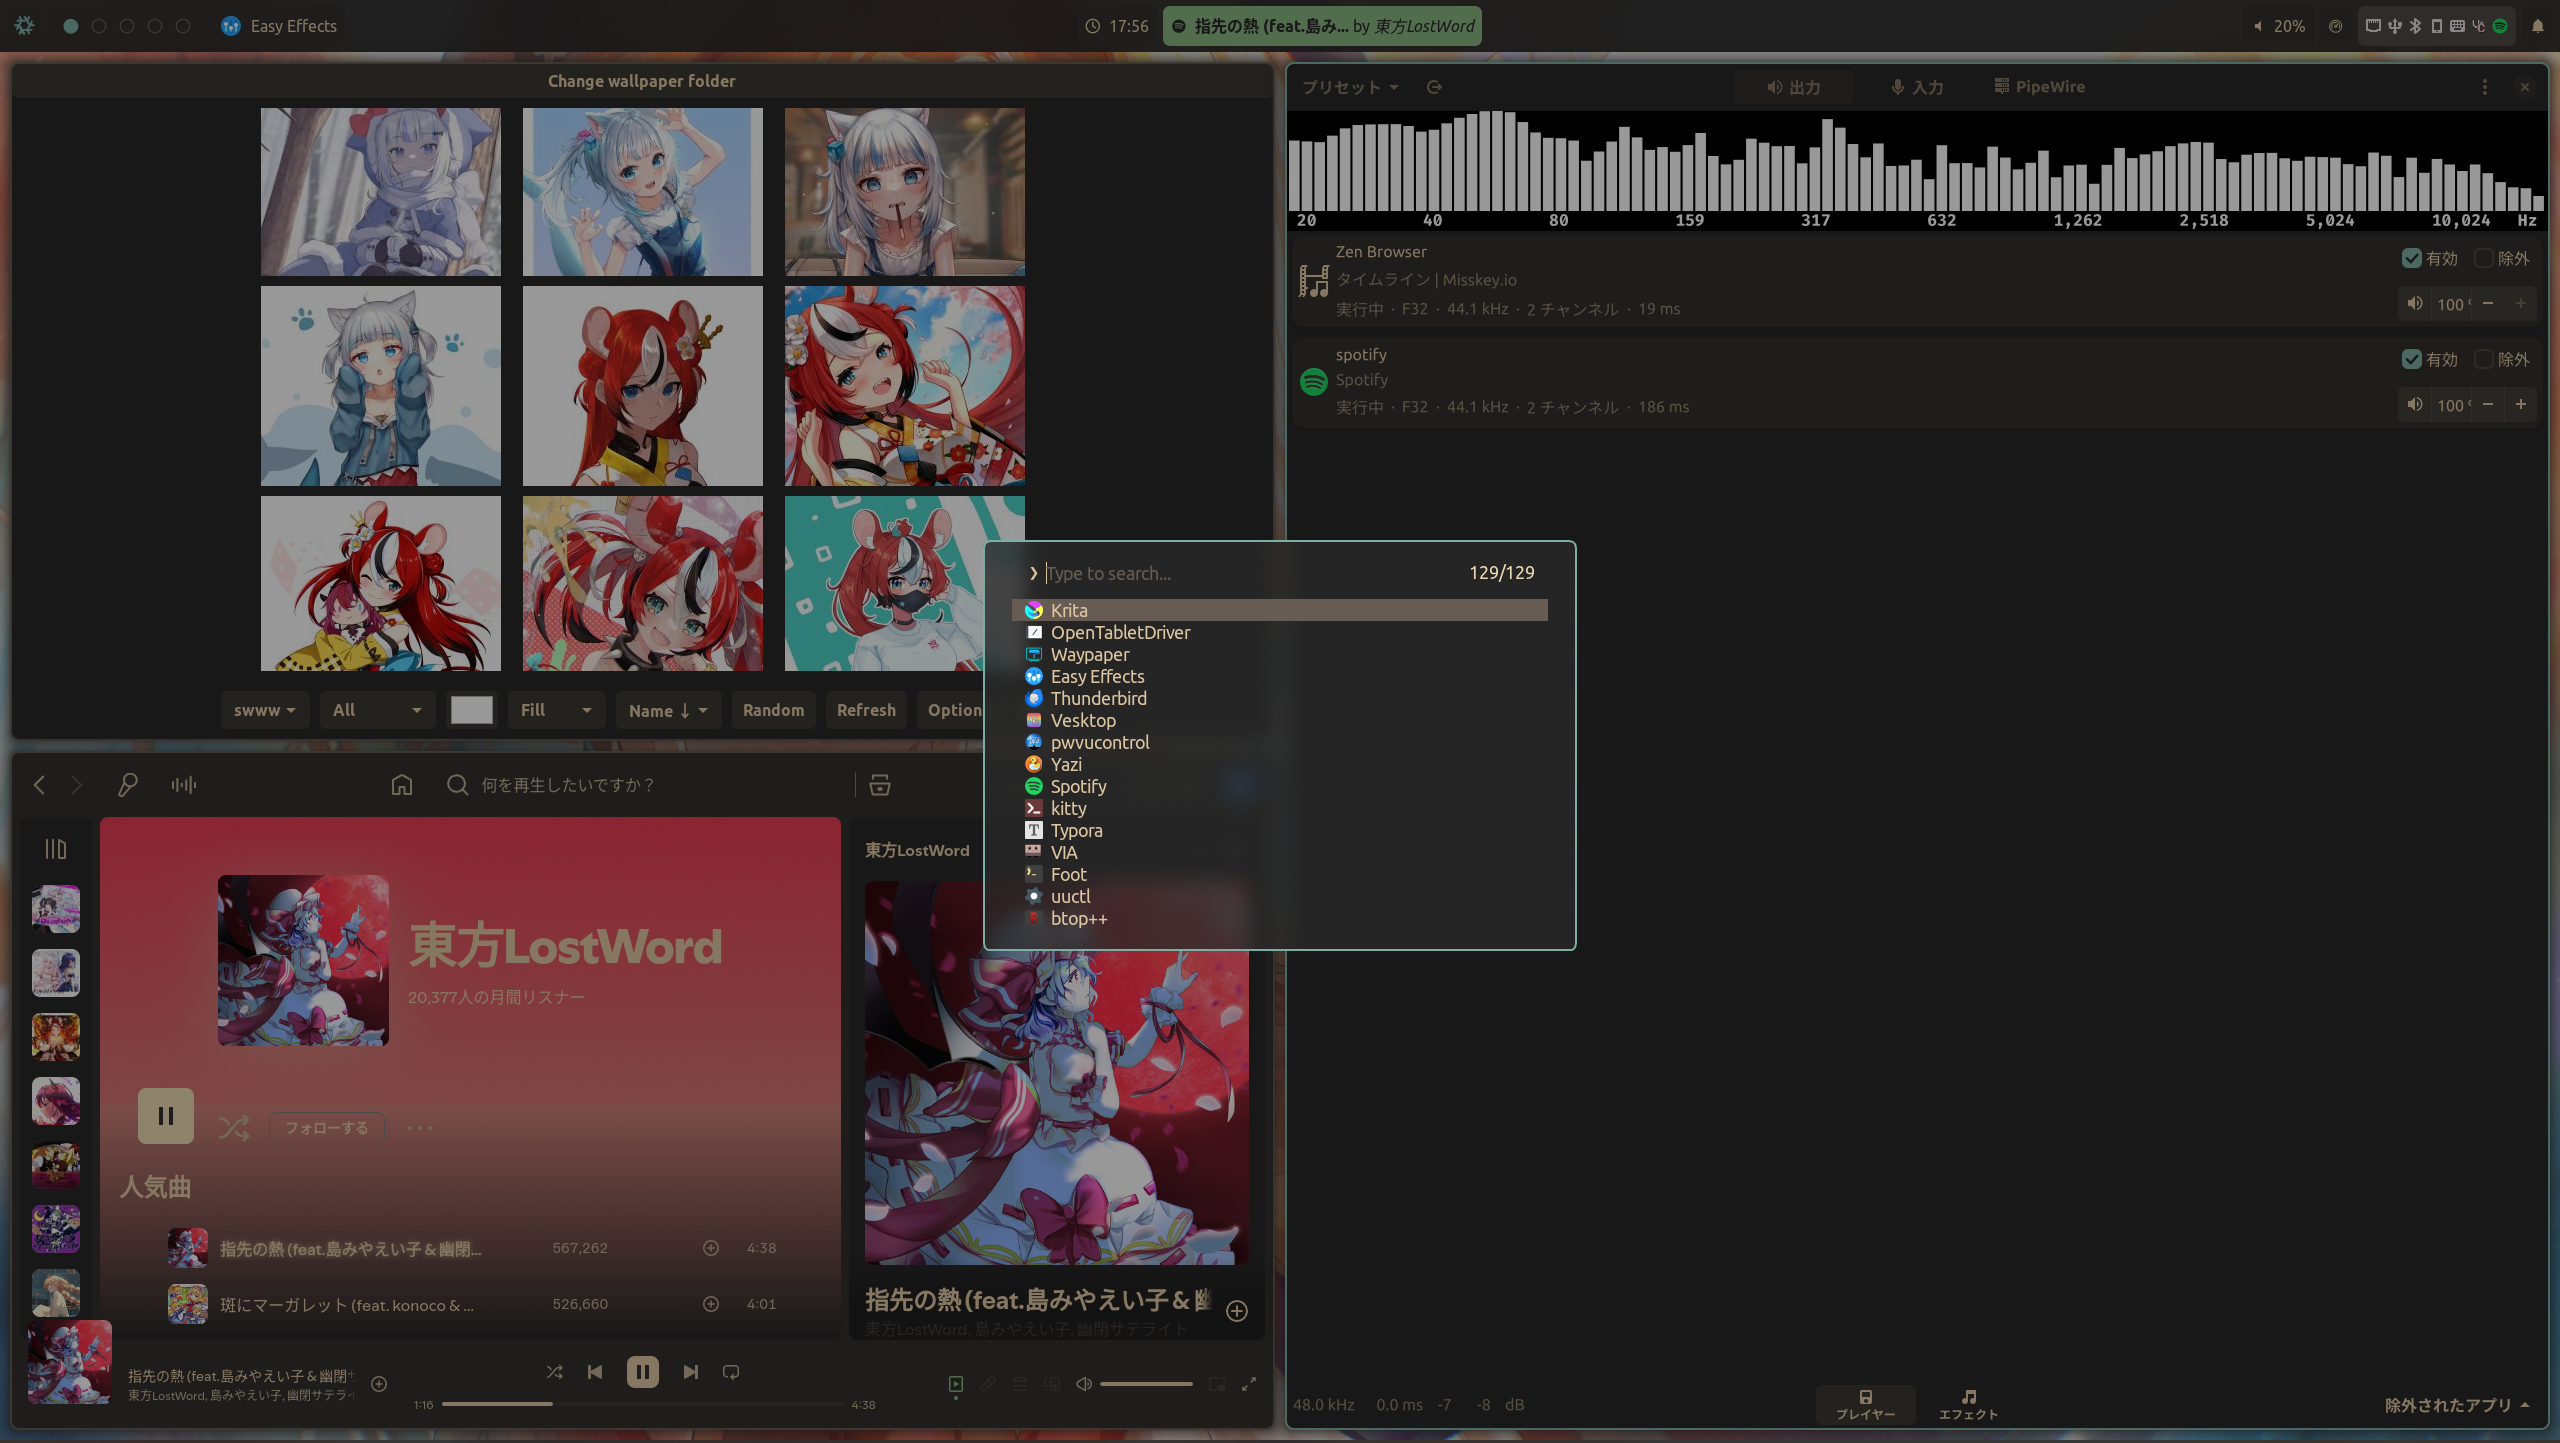 Easy Effects
17:56
指先の熱 (feat.島み... by 東方LostWord
20%
Change wallpaper folder
swww
All
Fill
Name ↓
Random
Refresh
Option
プリセット
出力
入力
PipeWire
20 40 80 159 317 632 1,262 2,518 5,024 10,024 Hz
Zen Browser
タイムライン | Misskey.io
実行中 · F32 · 44.1 kHz · 2 チャンネル · 19 ms
有効
除外
100
spotify
Spotify
実行中 · F32 · 44.1 kHz · 2 チャンネル · 186 ms
有効
除外
100
❯ Type to search...
129/129
Krita
OpenTabletDriver
Waypaper
Easy Effects
Thunderbird
Vesktop
pwvucontrol
Yazi
Spotify
kitty
Typora
VIA
Foot
uuctl
btop++
何を再生したいですか？
東方LostWord
20,377人の月間リスナー
フォローする
人気曲
指先の熱 (feat.島みやえい子 & 幽閉...
567,262
4:38
班にマーガレット (feat. konoco & ...
526,660
4:01
東方LostWord
指先の熱 (feat.島みやえい子 & 幽
東方LostWord, 島みやえい子, 幽閉サテライト
指先の熱 (feat.島みやえい子 & 幽閉サ
東方LostWord, 島みやえい子, 幽閉サテライ
1:16
4:38
48.0 kHz 0.0 ms -7 -8 dB
プレイヤー
エフェクト
除外されたアプリ